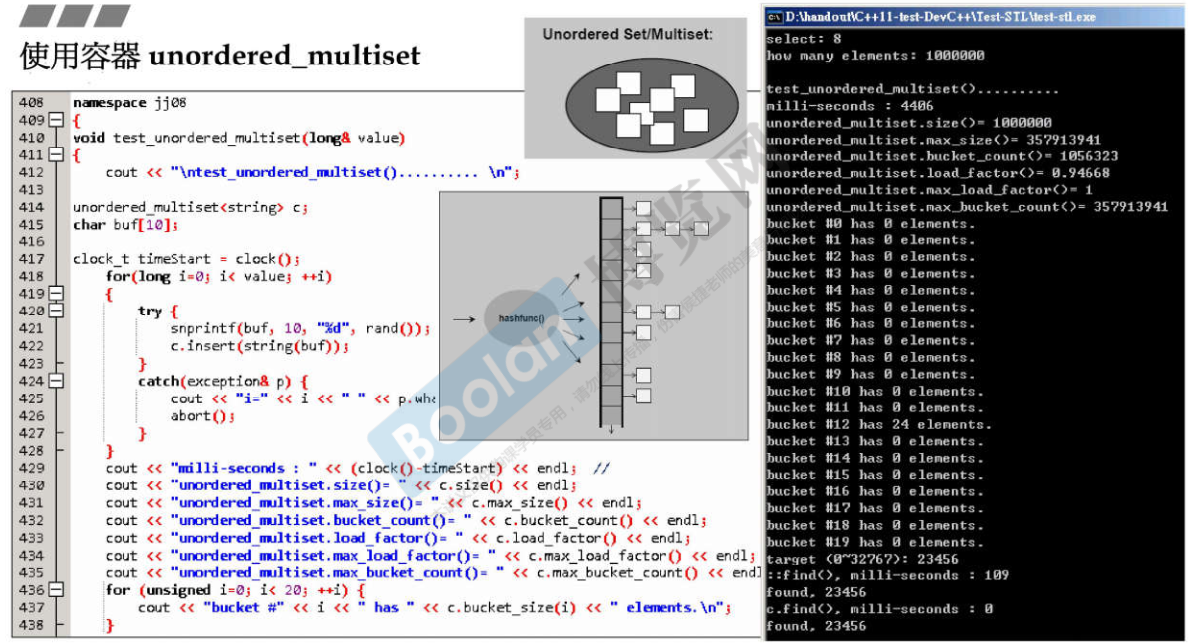 使用容器 unordered_multiset
408 namespace jj08
409 {
410 void test_unordered_multiset(long& value)
411 {
412 cout << "\ntest_unordered_multiset().......... \n";
413
414 unordered_multiset<string> c;
415 char buf[10];
416
417 clock_t timeStart = clock();
418 for(long i=0; i< value; ++i)
419 {
420 try {
421 snprintf(buf, 10, "%d", rand());
422 c.insert(string(buf));
423 }
424 catch(exception& p) {
425 cout << "i=" << i << " " << p.wha
426 abort();
427 }
428 }
429 cout << "milli-seconds : " << (clock()-timeStart) << endl; //
430 cout << "unordered_multiset.size()= " << c.size() << endl;
431 cout << "unordered_multiset.max_size()= " << c.max_size() << endl;
432 cout << "unordered_multiset.bucket_count()= " << c.bucket_count() << endl;
433 cout << "unordered_multiset.load_factor()= " << c.load_factor() << endl;
434 cout << "unordered_multiset.max_load_factor()= " << c.max_load_factor() << endl;
435 cout << "unordered_multiset.max_bucket_count()= " << c.max_bucket_count() << endl
436 for (unsigned i=0; i< 20; ++i) {
437 cout << "bucket #" << i << " has " << c.bucket_size(i) << " elements.\n";
438 }
Unordered Set/Multiset:
hashfunc()
Boolan
博览网
D:\handout\C++11-test-DevC++\Test-STL\test-stl.exe
select: 8
how many elements: 1000000
test_unordered_multiset()..........
milli-seconds : 4406
unordered_multiset.size()= 1000000
unordered_multiset.max_size()= 357913941
unordered_multiset.bucket_count()= 1056323
unordered_multiset.load_factor()= 0.94668
unordered_multiset.max_load_factor()= 1
unordered_multiset.max_bucket_count()= 357913941
bucket #0 has 0 elements.
bucket #1 has 0 elements.
bucket #2 has 0 elements.
bucket #3 has 0 elements.
bucket #4 has 0 elements.
bucket #5 has 0 elements.
bucket #6 has 0 elements.
bucket #7 has 0 elements.
bucket #8 has 0 elements.
bucket #9 has 0 elements.
bucket #10 has 0 elements.
bucket #11 has 0 elements.
bucket #12 has 24 elements.
bucket #13 has 0 elements.
bucket #14 has 0 elements.
bucket #15 has 0 elements.
bucket #16 has 0 elements.
bucket #17 has 0 elements.
bucket #18 has 0 elements.
bucket #19 has 0 elements.
target (0~32767): 23456
::find(), milli-seconds : 109
found, 23456
c.find(), milli-seconds : 0
found, 23456